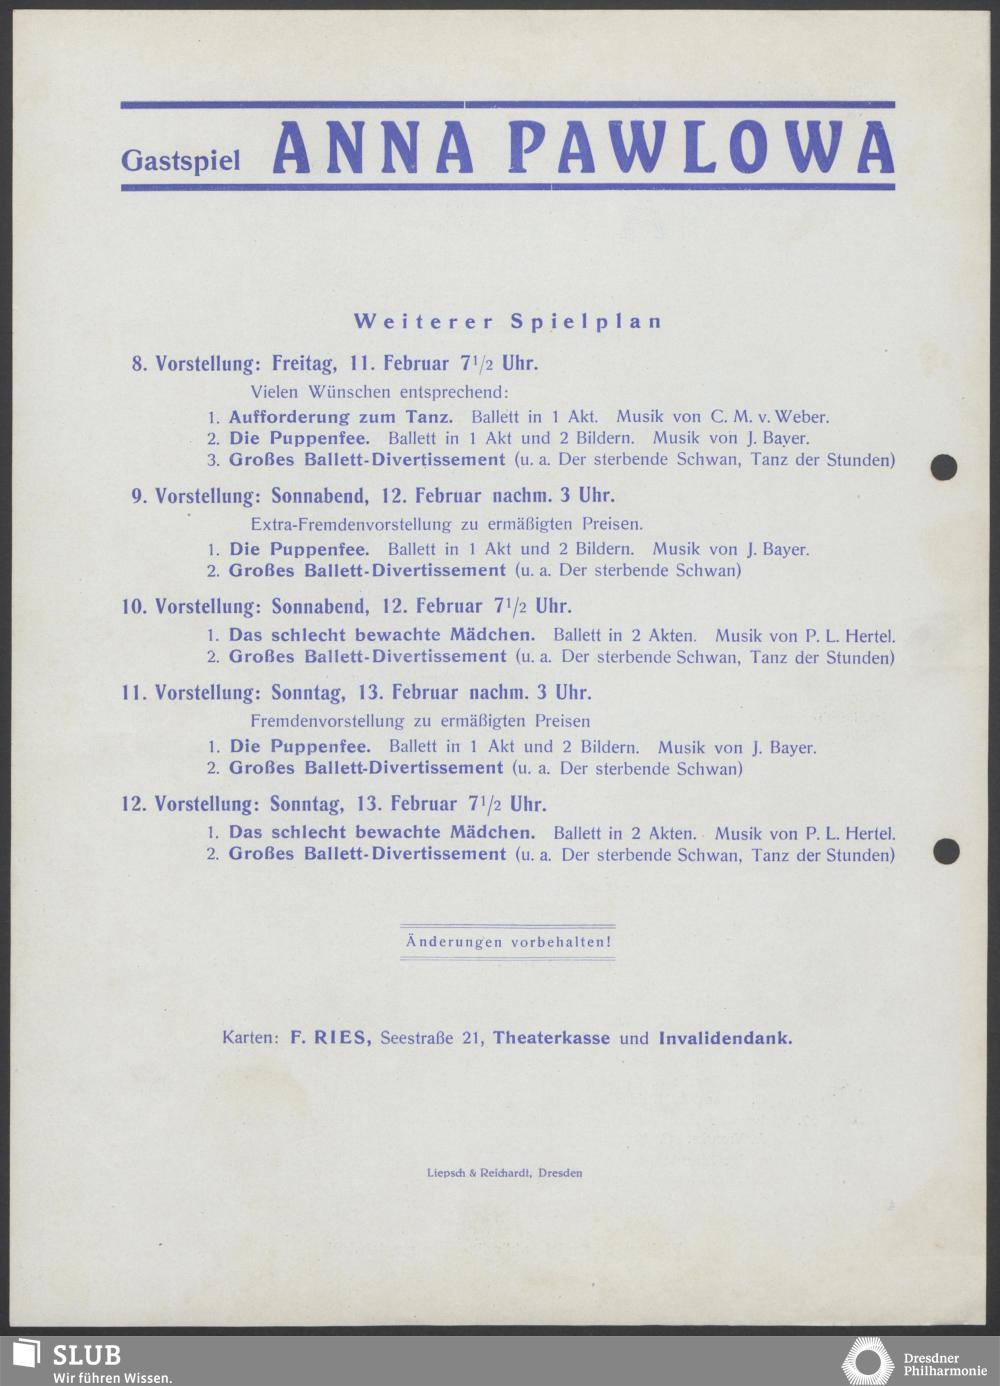 Gastspiel ANNA PAWLOWA
Weiterer Spielplan
8. Vorstellung: Freitag, 11. Februar 7 1/2 Uhr.
Vielen Wünschen entsprechend:
1. Aufforderung zum Tanz. Ballett in 1 Akt. Musik von C. M. v. Weber.
2. Die Puppenfee. Ballett in 1 Akt und 2 Bildern. Musik von J. Bayer.
3. Großes Ballett-Divertissement (u. a. Der sterbende Schwan, Tanz der Stunden)
9. Vorstellung: Sonnabend, 12. Februar nachm. 3 Uhr.
Extra-Fremdenvorstellung zu ermäßigten Preisen.
1. Die Puppenfee. Ballett in 1 Akt und 2 Bildern. Musik von J. Bayer.
2. Großes Ballett-Divertissement (u. a. Der sterbende Schwan)
10. Vorstellung: Sonnabend, 12. Februar 7 1/2 Uhr.
1. Das schlecht bewachte Mädchen. Ballett in 2 Akten. Musik von P. L. Hertel.
2. Großes Ballett-Divertissement (u. a. Der sterbende Schwan, Tanz der Stunden)
11. Vorstellung: Sonntag, 13. Februar nachm. 3 Uhr.
Fremdenvorstellung zu ermäßigten Preisen
1. Die Puppenfee. Ballett in 1 Akt und 2 Bildern. Musik von J. Bayer.
2. Großes Ballett-Divertissement (u. a. Der sterbende Schwan)
12. Vorstellung: Sonntag, 13. Februar 7 1/2 Uhr.
1. Das schlecht bewachte Mädchen. Ballett in 2 Akten. Musik von P. L. Hertel.
2. Großes Ballett-Divertissement (u. a. Der sterbende Schwan, Tanz der Stunden)
Änderungen vorbehalten!
Karten: F. RIES, Seestraße 21, Theaterkasse und Invalidendank.
Liepsch & Reichardt, Dresden
SLUB
Wir führen Wissen.
Dresdner
Philharmonie